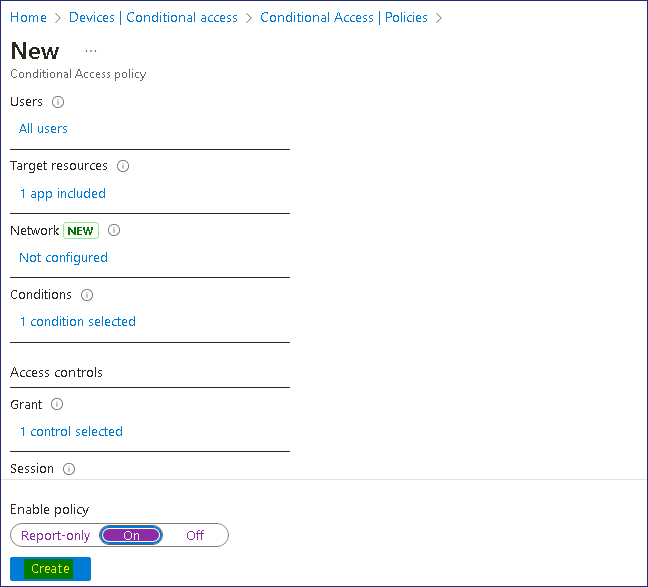 Home > Devices | Conditional access > Conditional Access | Policies >
New ...
Conditional Access policy
Users
All users
Target resources
1 app included
Network NEW
Not configured
Conditions
1 condition selected
Access controls
Grant
1 control selected
Session
Enable policy
Report-only On Off
Create